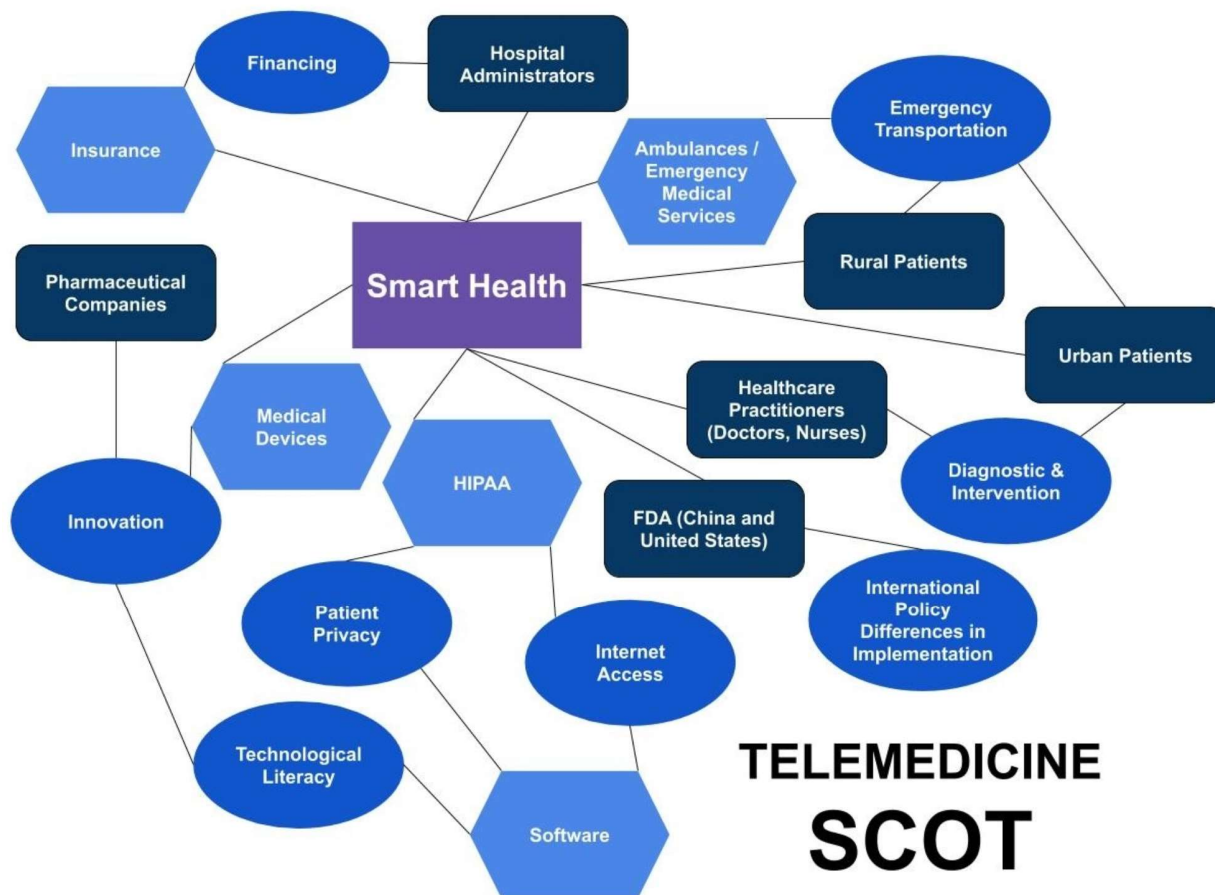 Financing
Hospital
Administrators
Emergency
Transportation
Insurance
Ambulances /
Emergency
Medical
Services
Pharmaceutical
Companies
Smart Health
Rural Patients
Urban Patients
Medical
Devices
Healthcare
Practitioners
(Doctors, Nurses)
HIPAA
Diagnostic &
Intervention
Innovation
FDA (China and
United States)
Patient
Privacy
Internet
Access
International
Policy
Differences in
Implementation
Technological
Literacy
Software
TELEMEDICINE
SCOT